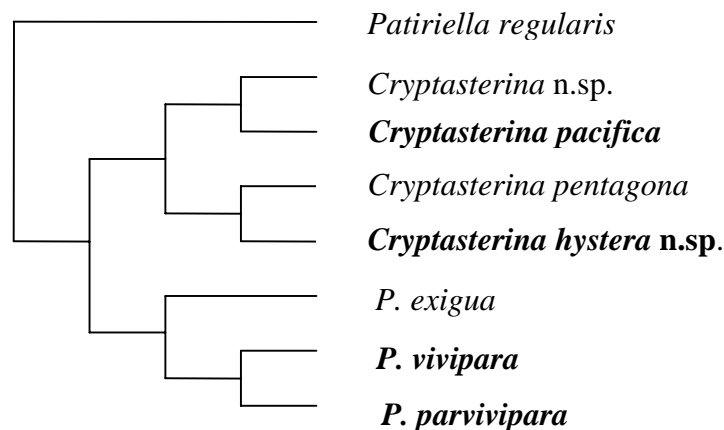 Patiriella regularis
Cryptasterina n.sp.
Cryptasterina pacifica
Cryptasterina pentagona
Cryptasterina hystera n.sp.
P. exigua
P. vivipara
P. parvivipara